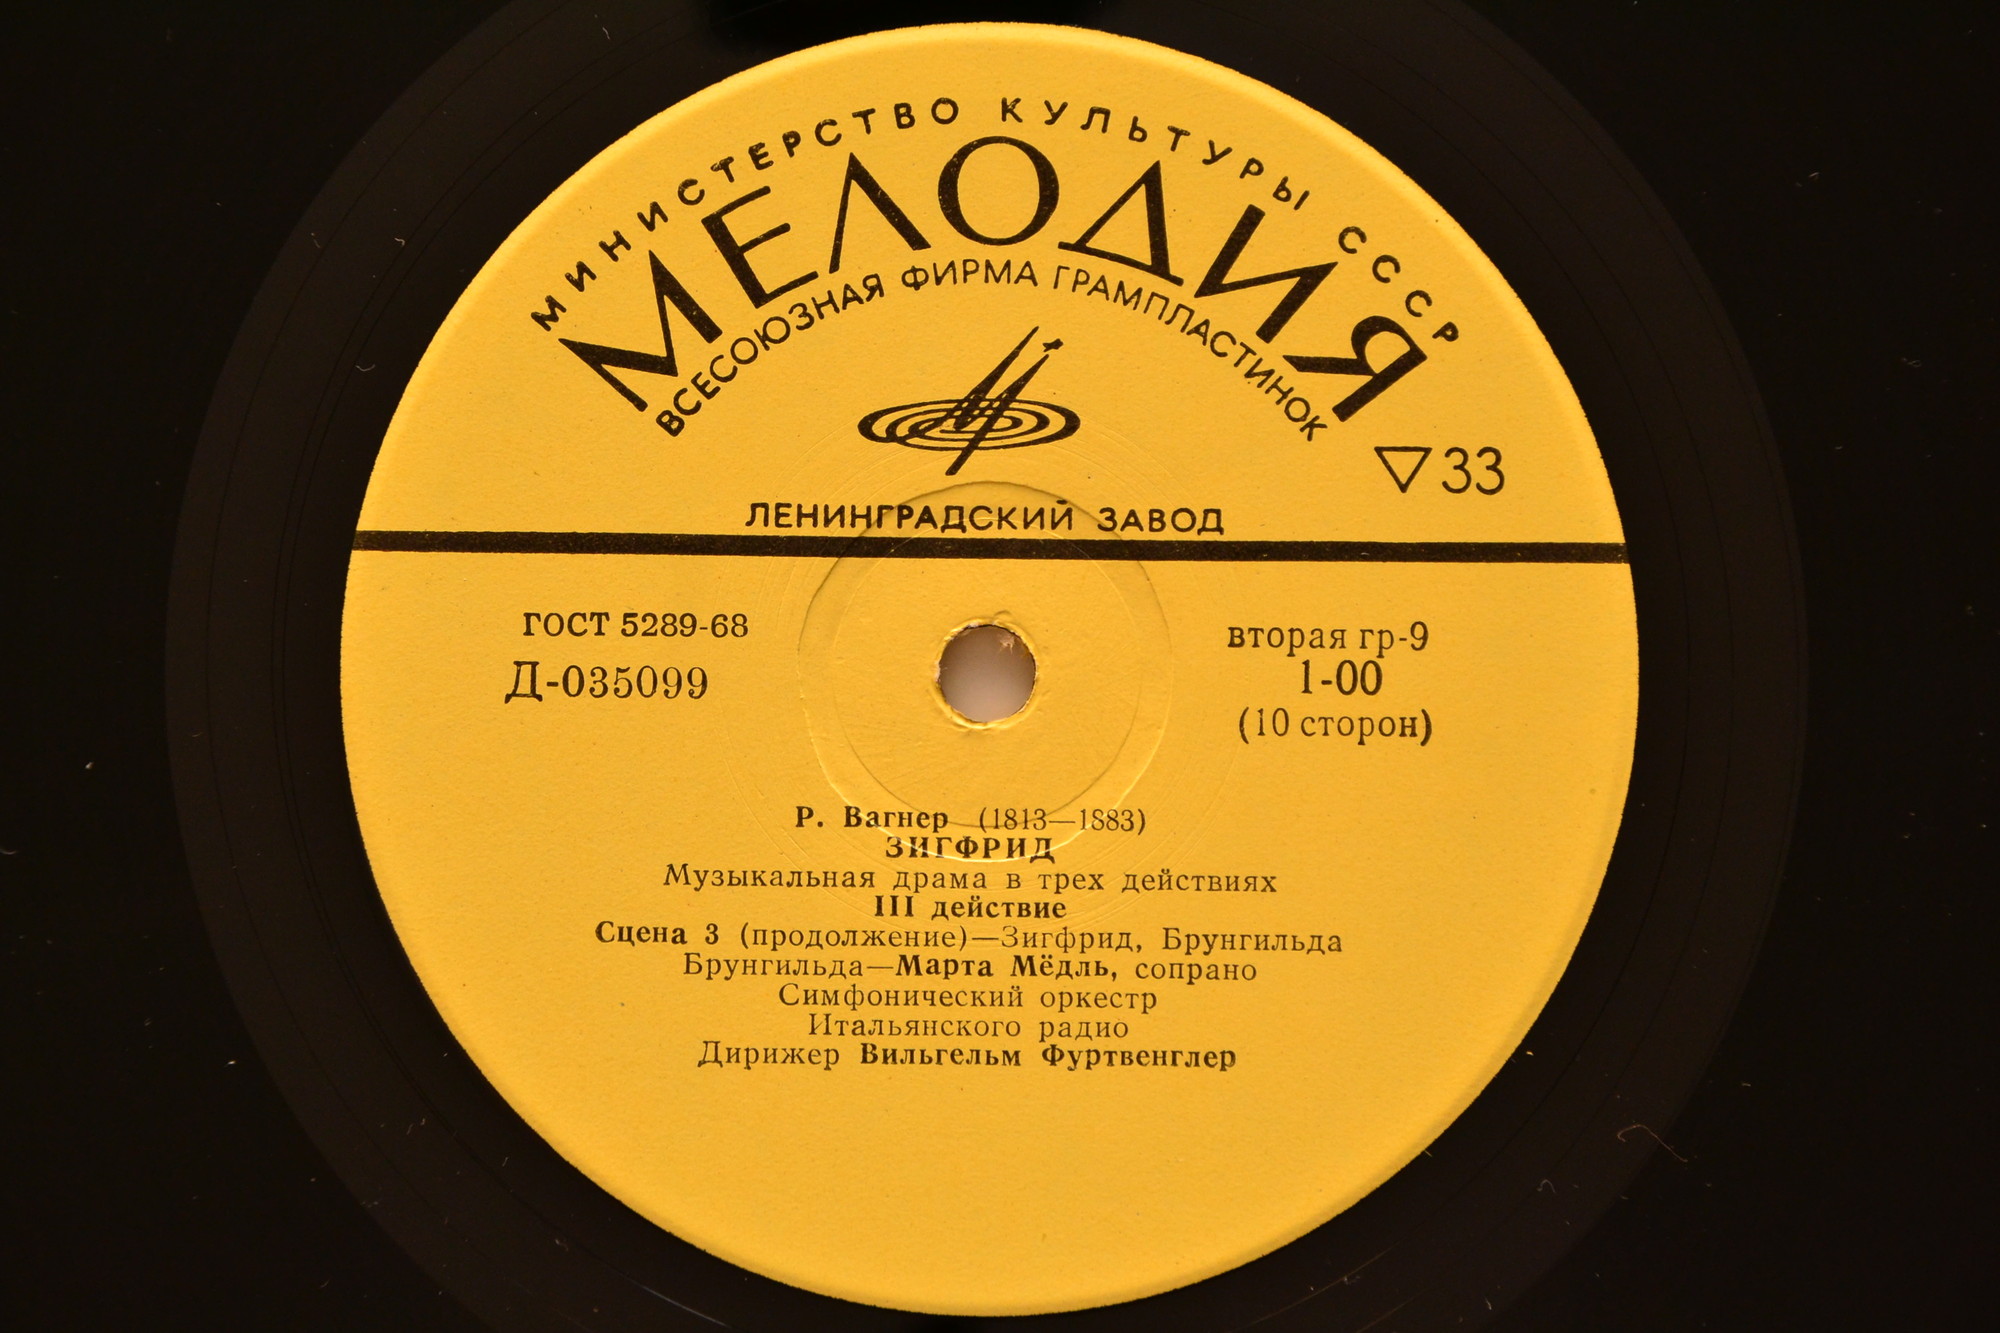 МИНИСТЕРСТВО КУЛЬТУРЫ СССР
МЕЛОДИЯ
ВСЕСОЮЗНАЯ ФИРМА ГРАМПЛАСТИНОК
33
ЛЕНИНГРАДСКИЙ ЗАВОД
ГОСТ 5289-68
Д-035099
вторая гр-9
1-00
(10 сторон)
Р. Вагнер (1813—1883)
ЗИГФРИД
Музыкальная драма в трех действиях
III действие
Сцена 3 (продолжение)—Зигфрид, Брунгильда
Брунгильда—Марта Мёдль, сопрано
Симфонический оркестр
Итальянского радио
Дирижер Вильгельм Фуртвенглер